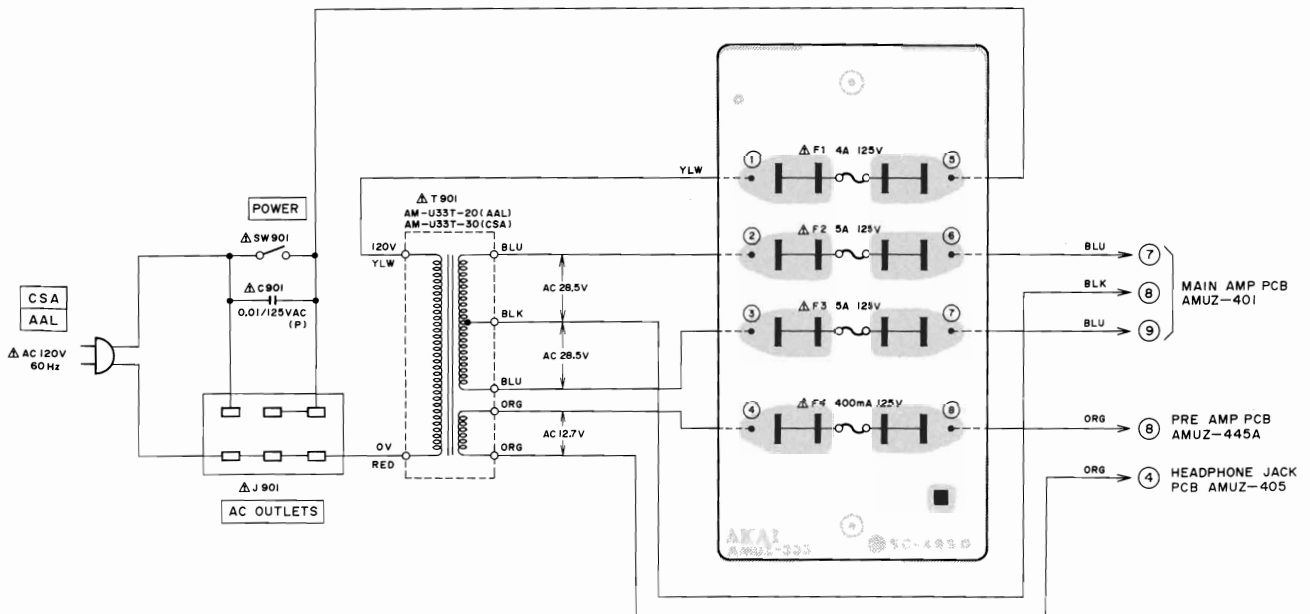 POWER
SW901
C901
0.01/125VAC
(P)
CSA
AAL
AC 120V
60Hz
J901
AC OUTLETS
T901
AM-U33T-20(AAL)
AM-U33T-30(CSA)
120V
YLW
0V
RED
BLU
AC 28.5V
BLK
AC 28.5V
BLU
ORG
AC 12.7V
ORG
YLW
1
F1 4A 125V
5
2
F2 5A 125V
6
3
F3 5A 125V
7
4
F4 400mA 125V
8
AKAI
BLU
7
BLK
8
BLU
9
MAIN AMP PCB
AMUZ-401
ORG
8
PRE AMP PCB
AMUZ-445A
ORG
4
HEADPHONE JACK
PCB AMUZ-405